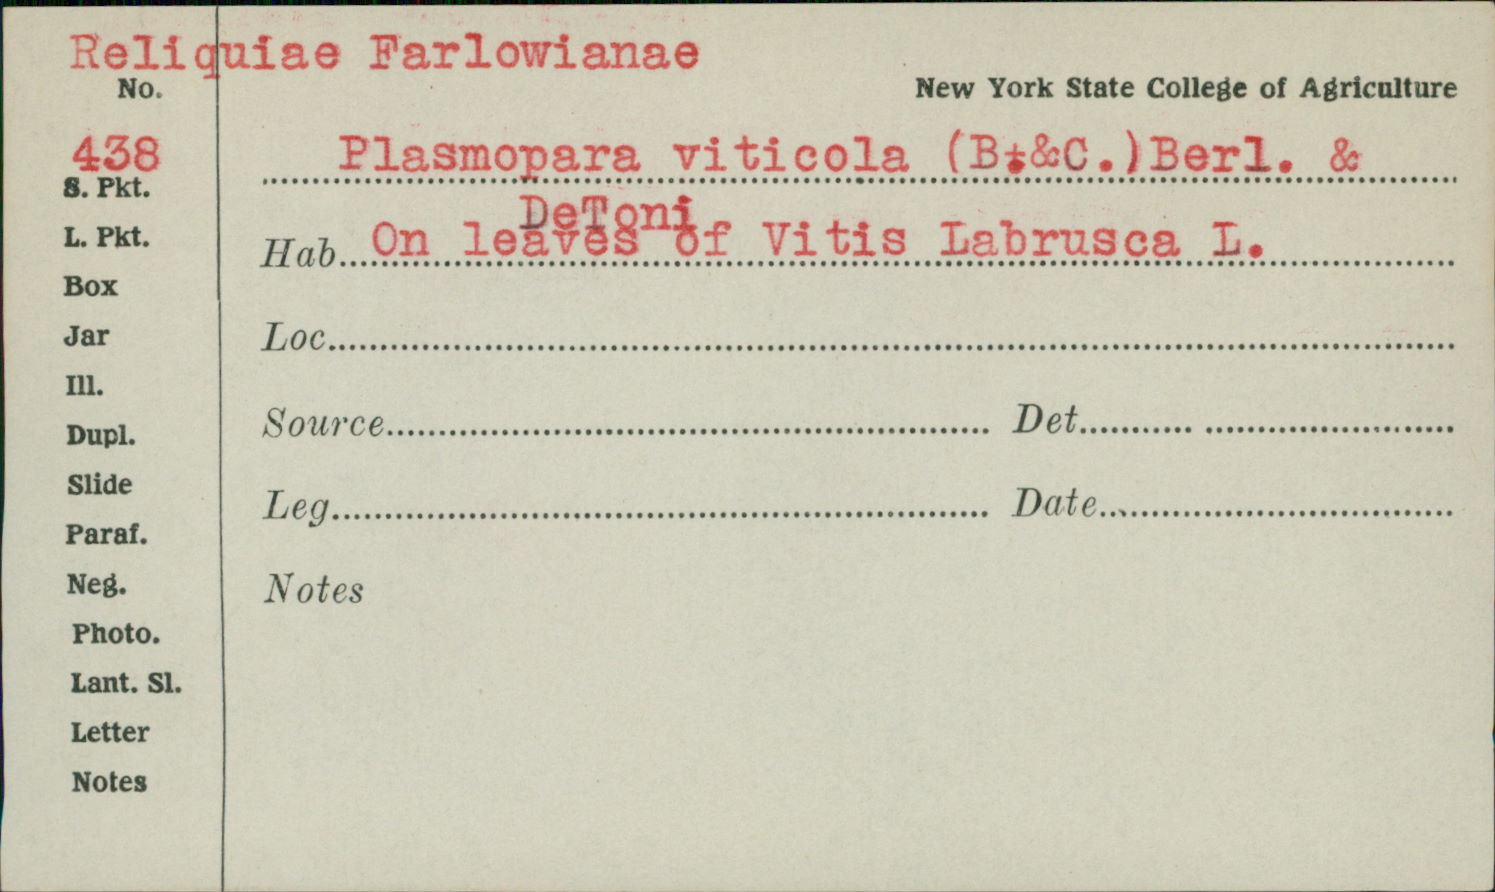 Reliquiae Farlowianae
No.
New York State College of Agriculture
438
Plasmopara viticola (B.&C.)Berl. &
DeToni
S. Pkt.
L. Pkt.
Hab. On leaves of Vitis Labrusca L.
Box
Jar
Loc.
Ill.
Dupl.
Source
Det.
Slide
Leg.
Date
Paraf.
Neg.
Notes
Photo.
Lant. Sl.
Letter
Notes